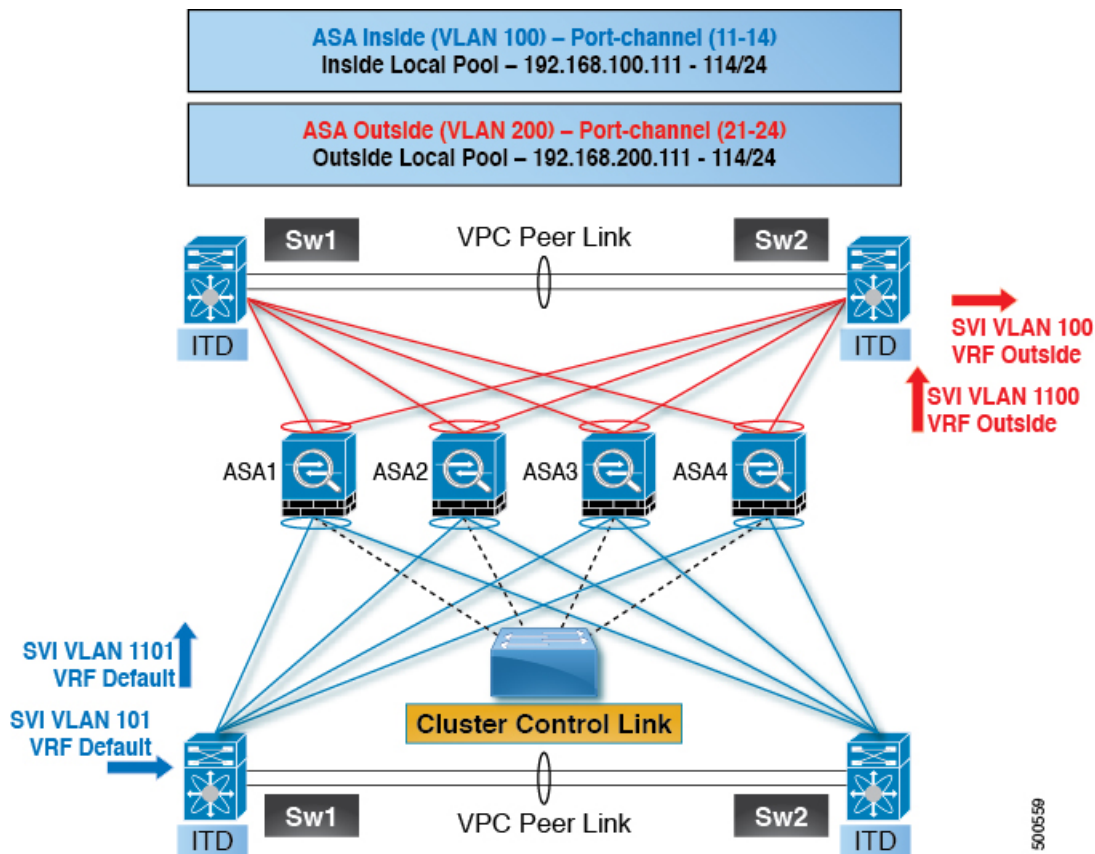 ASA Inside (VLAN 100) – Port-channel (11-14)
Inside Local Pool – 192.168.100.111 - 114/24
ASA Outside (VLAN 200) – Port-channel (21-24)
Outside Local Pool – 192.168.200.111 - 114/24
Sw1
VPC Peer Link
Sw2
ITD
ITD
SVI VLAN 100
VRF Outside
SVI VLAN 1100
VRF Outside
ASA1
ASA2
ASA3
ASA4
SVI VLAN 1101
VRF Default
SVI VLAN 101
VRF Default
Cluster Control Link
Sw1
VPC Peer Link
Sw2
ITD
ITD
500559